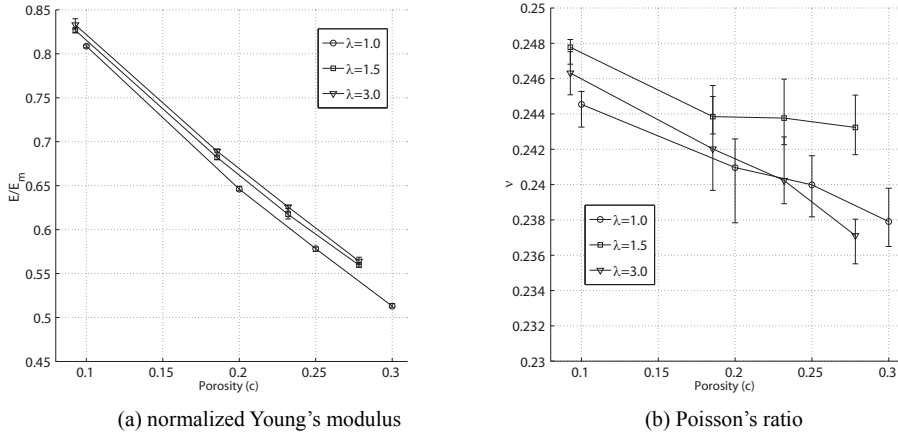 0.85
0.8
0.75
0.7
0.65
0.6
0.55
0.5
0.45
E/Em
0.1
0.15
0.2
0.25
0.3
Porosity (c)
λ=1.0
λ=1.5
λ=3.0
(a) normalized Young's modulus
0.25
0.248
0.246
0.244
0.242
0.24
0.238
0.236
0.234
0.232
0.23
ν
0.1
0.15
0.2
0.25
0.3
Porosity (c)
λ=1.0
λ=1.5
λ=3.0
(b) Poisson's ratio